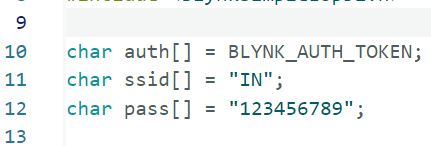 9
10 char auth[] = BLYNK_AUTH_TOKEN;
11 char ssid[] = "IN";
12 char pass[] = "123456789";
13